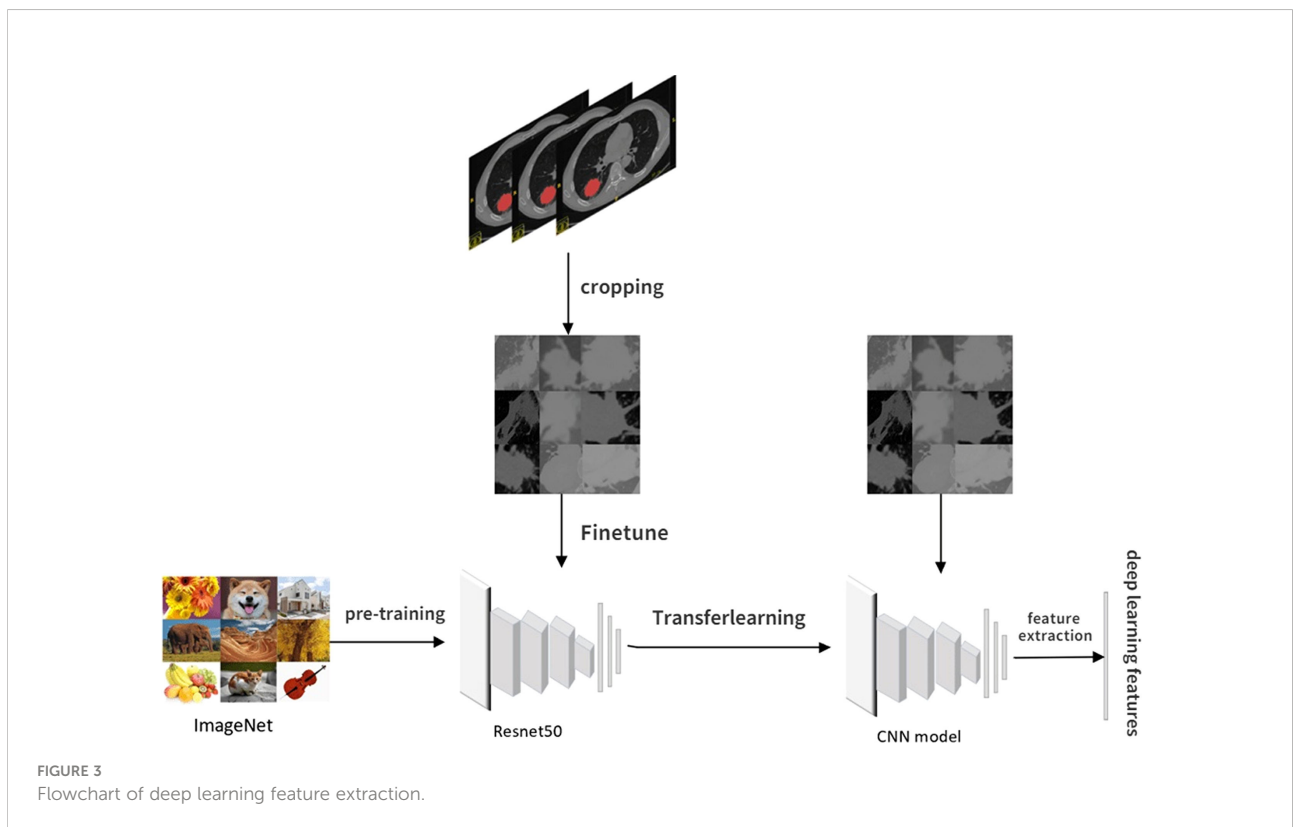 cropping
Finetune
pre-training
Transferlearning
feature
extraction
deep learning features
ImageNet
Resnet50
CNN model
FIGURE 3
Flowchart of deep learning feature extraction.